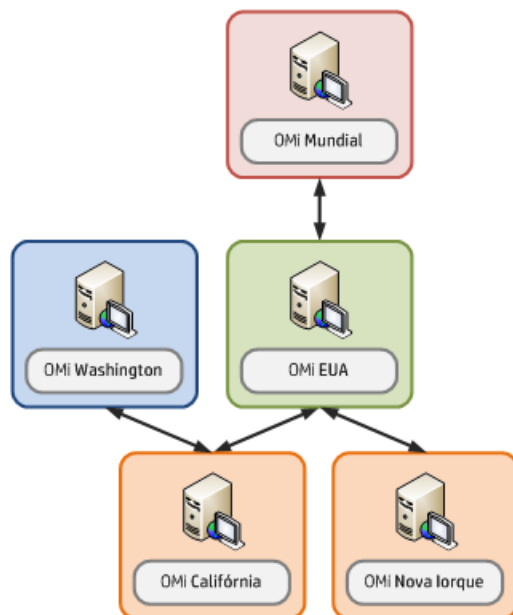 OMi Mundial
OMi Washington
OMi EUA
OMi Califórnia
OMi Nova Iorque